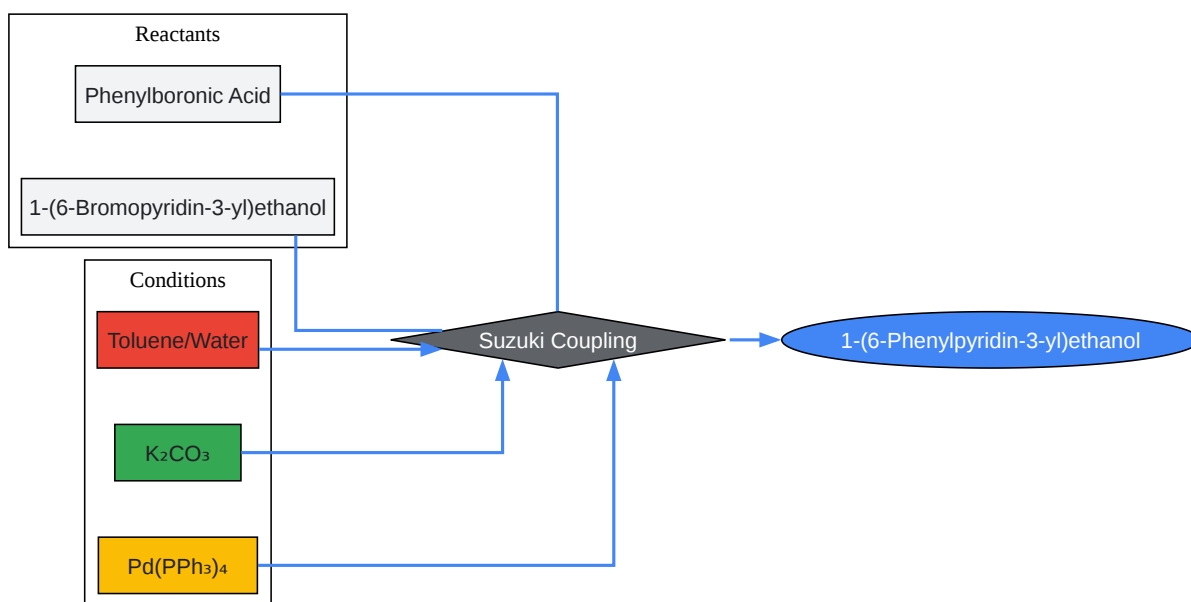 Reactants
Phenylboronic Acid
1-(6-Bromopyridin-3-yl)ethanol
Conditions
Toluene/Water
Suzuki Coupling
1-(6-Phenylpyridin-3-yl)ethanol
K₂CO₃
Pd(PPh₃)₄